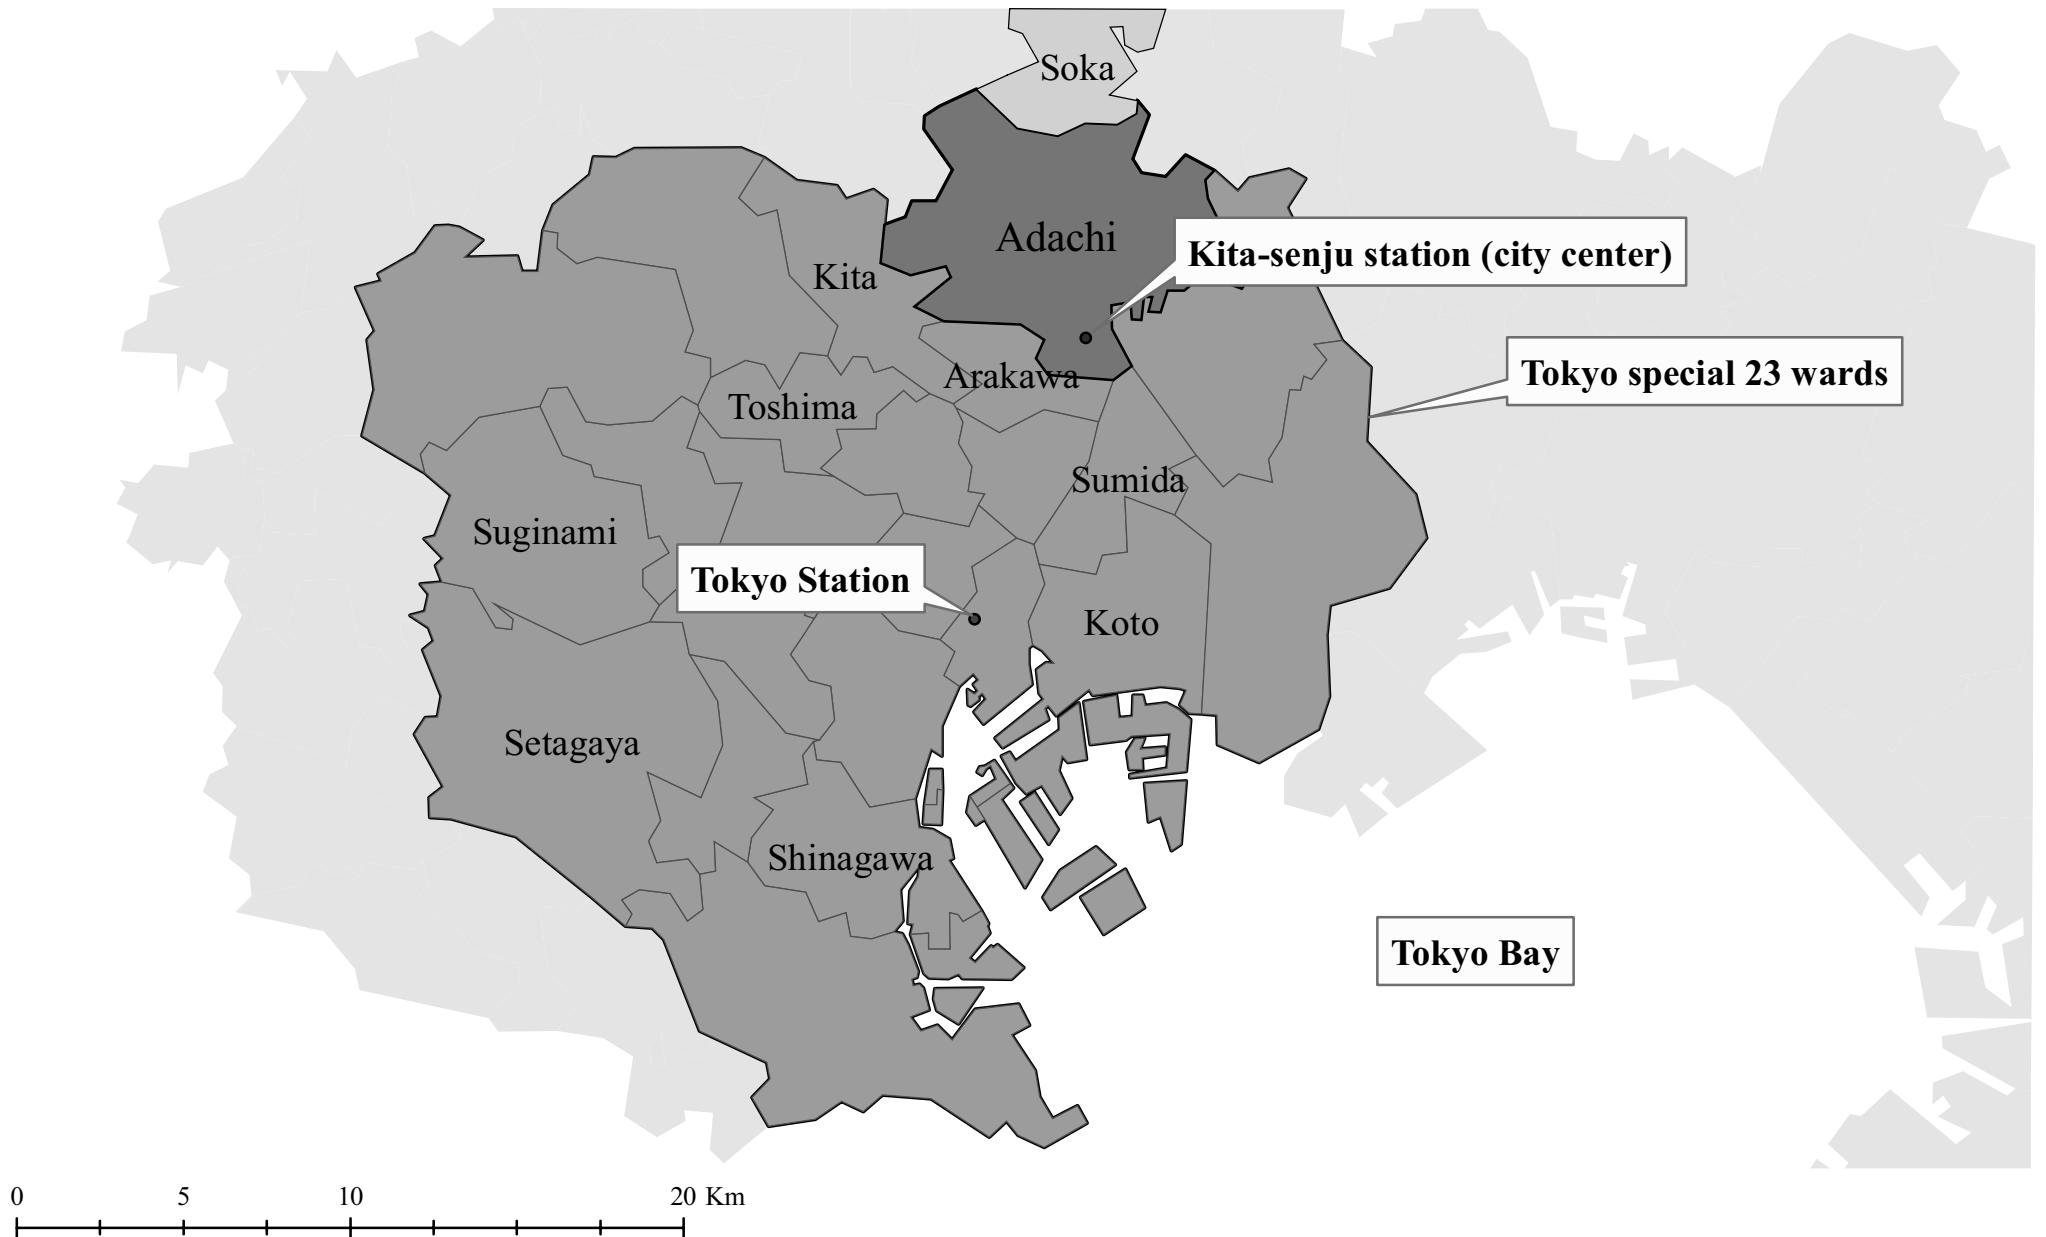 Soka
Adachi
Kita-senju station (city center)
Kita
Tokyo special 23 wards
Arakawa
Toshima
Sumida
Suginami
Tokyo Station
Koto
Setagaya
Shinagawa
Tokyo Bay
0 5 10 20 Km